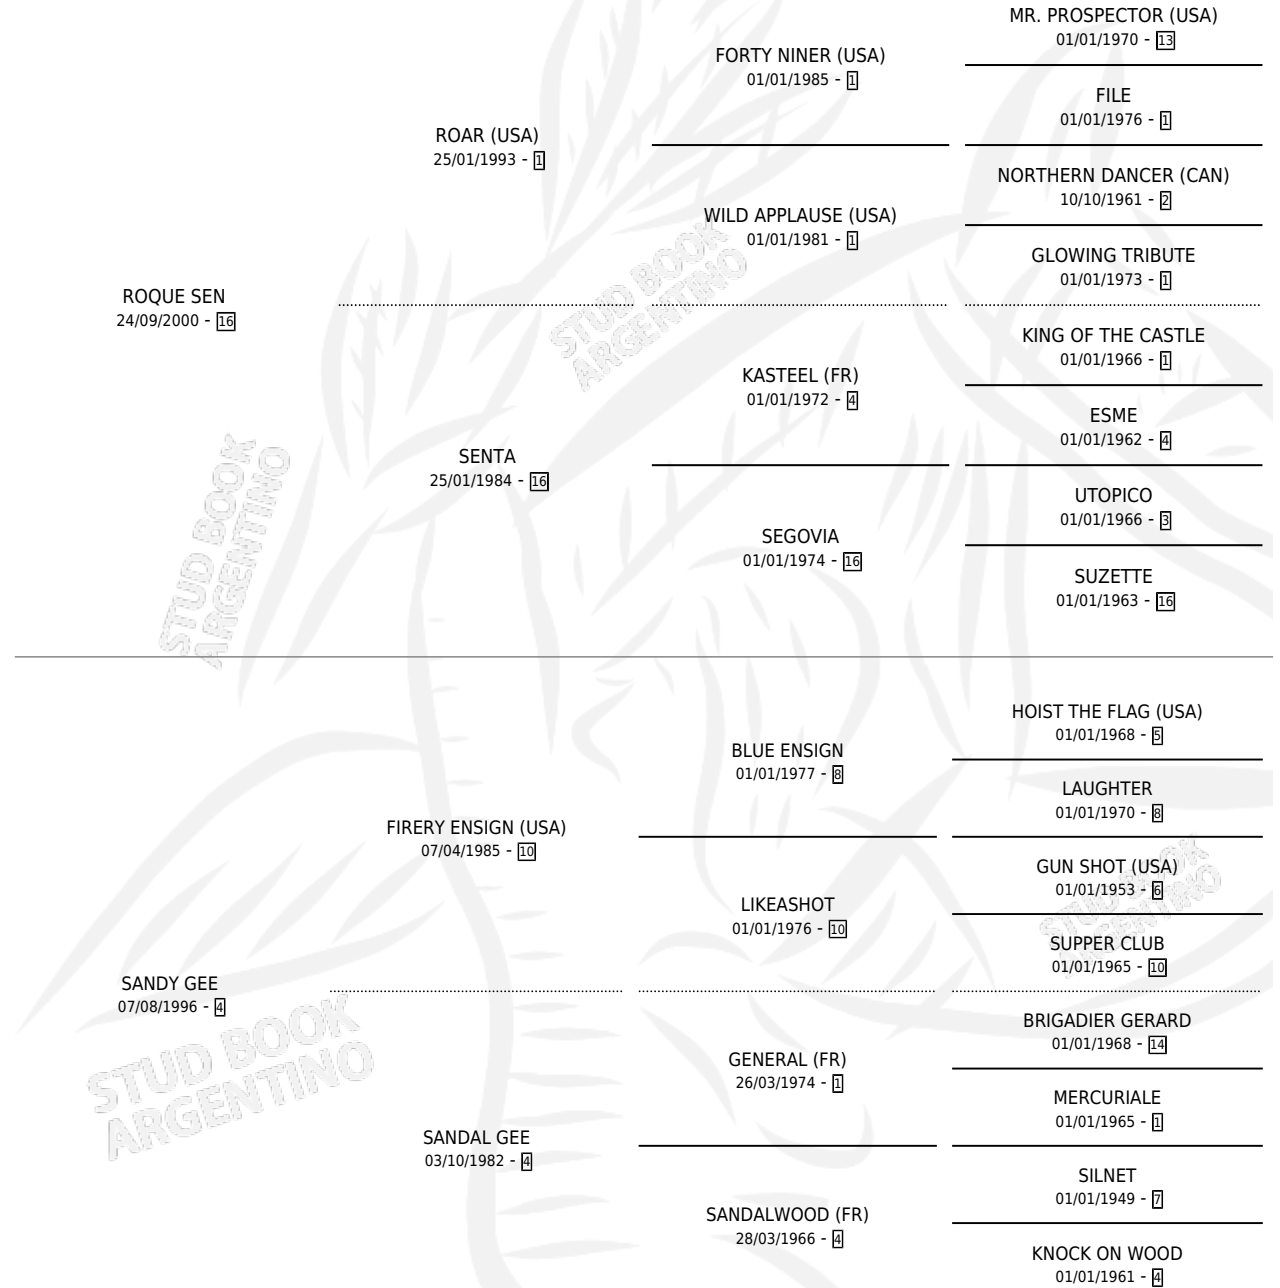 MR. PROSPECTOR (USA)
01/01/1970 - 13
FORTY NINER (USA)
01/01/1985 - 1
FILE
01/01/1976 - 1
ROAR (USA)
25/01/1993 - 1
NORTHERN DANCER (CAN)
10/10/1961 - 2
WILD APPLAUSE (USA)
01/01/1981 - 1
GLOWING TRIBUTE
01/01/1973 - 1
ROQUE SEN
24/09/2000 - 16
STUD BOOK
ARGENTINO
KING OF THE CASTLE
01/01/1966 - 1
KASTEEL (FR)
01/01/1972 - 4
ESME
01/01/1962 - 4
SENTA
25/01/1984 - 16
UTOPICO
01/01/1966 - 3
SEGOVIA
01/01/1974 - 16
SUZETTE
01/01/1963 - 16
STUD BOOK
ARGENTINO
HOIST THE FLAG (USA)
01/01/1968 - 5
BLUE ENSIGN
01/01/1977 - 8
LAUGHTER
01/01/1970 - 8
FIRERY ENSIGN (USA)
07/04/1985 - 10
GUN SHOT (USA)
01/01/1953 - 6
LIKEASHOT
01/01/1976 - 10
SUPPER CLUB
01/01/1965 - 10
STUD BOOK
ARGENTINO
SANDY GEE
07/08/1996 - 4
BRIGADIER GERARD
01/01/1968 - 14
GENERAL (FR)
26/03/1974 - 1
MERCURIALE
01/01/1965 - 1
STUD BOOK
ARGENTINO
SANDAL GEE
03/10/1982 - 4
SILNET
01/01/1949 - 7
SANDALWOOD (FR)
28/03/1966 - 4
KNOCK ON WOOD
01/01/1961 - 4